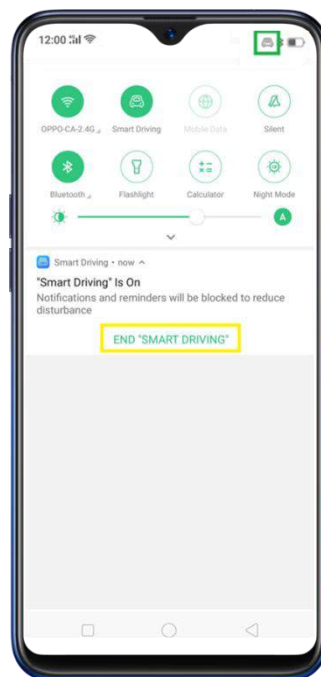 12:00
OPPO-CA-2.4G Smart Driving Mobile Data Silent
Bluetooth Flashlight Calculator Night Mode
A
Smart Driving • now
"Smart Driving" Is On
Notifications and reminders will be blocked to reduce
disturbance
END "SMART DRIVING"